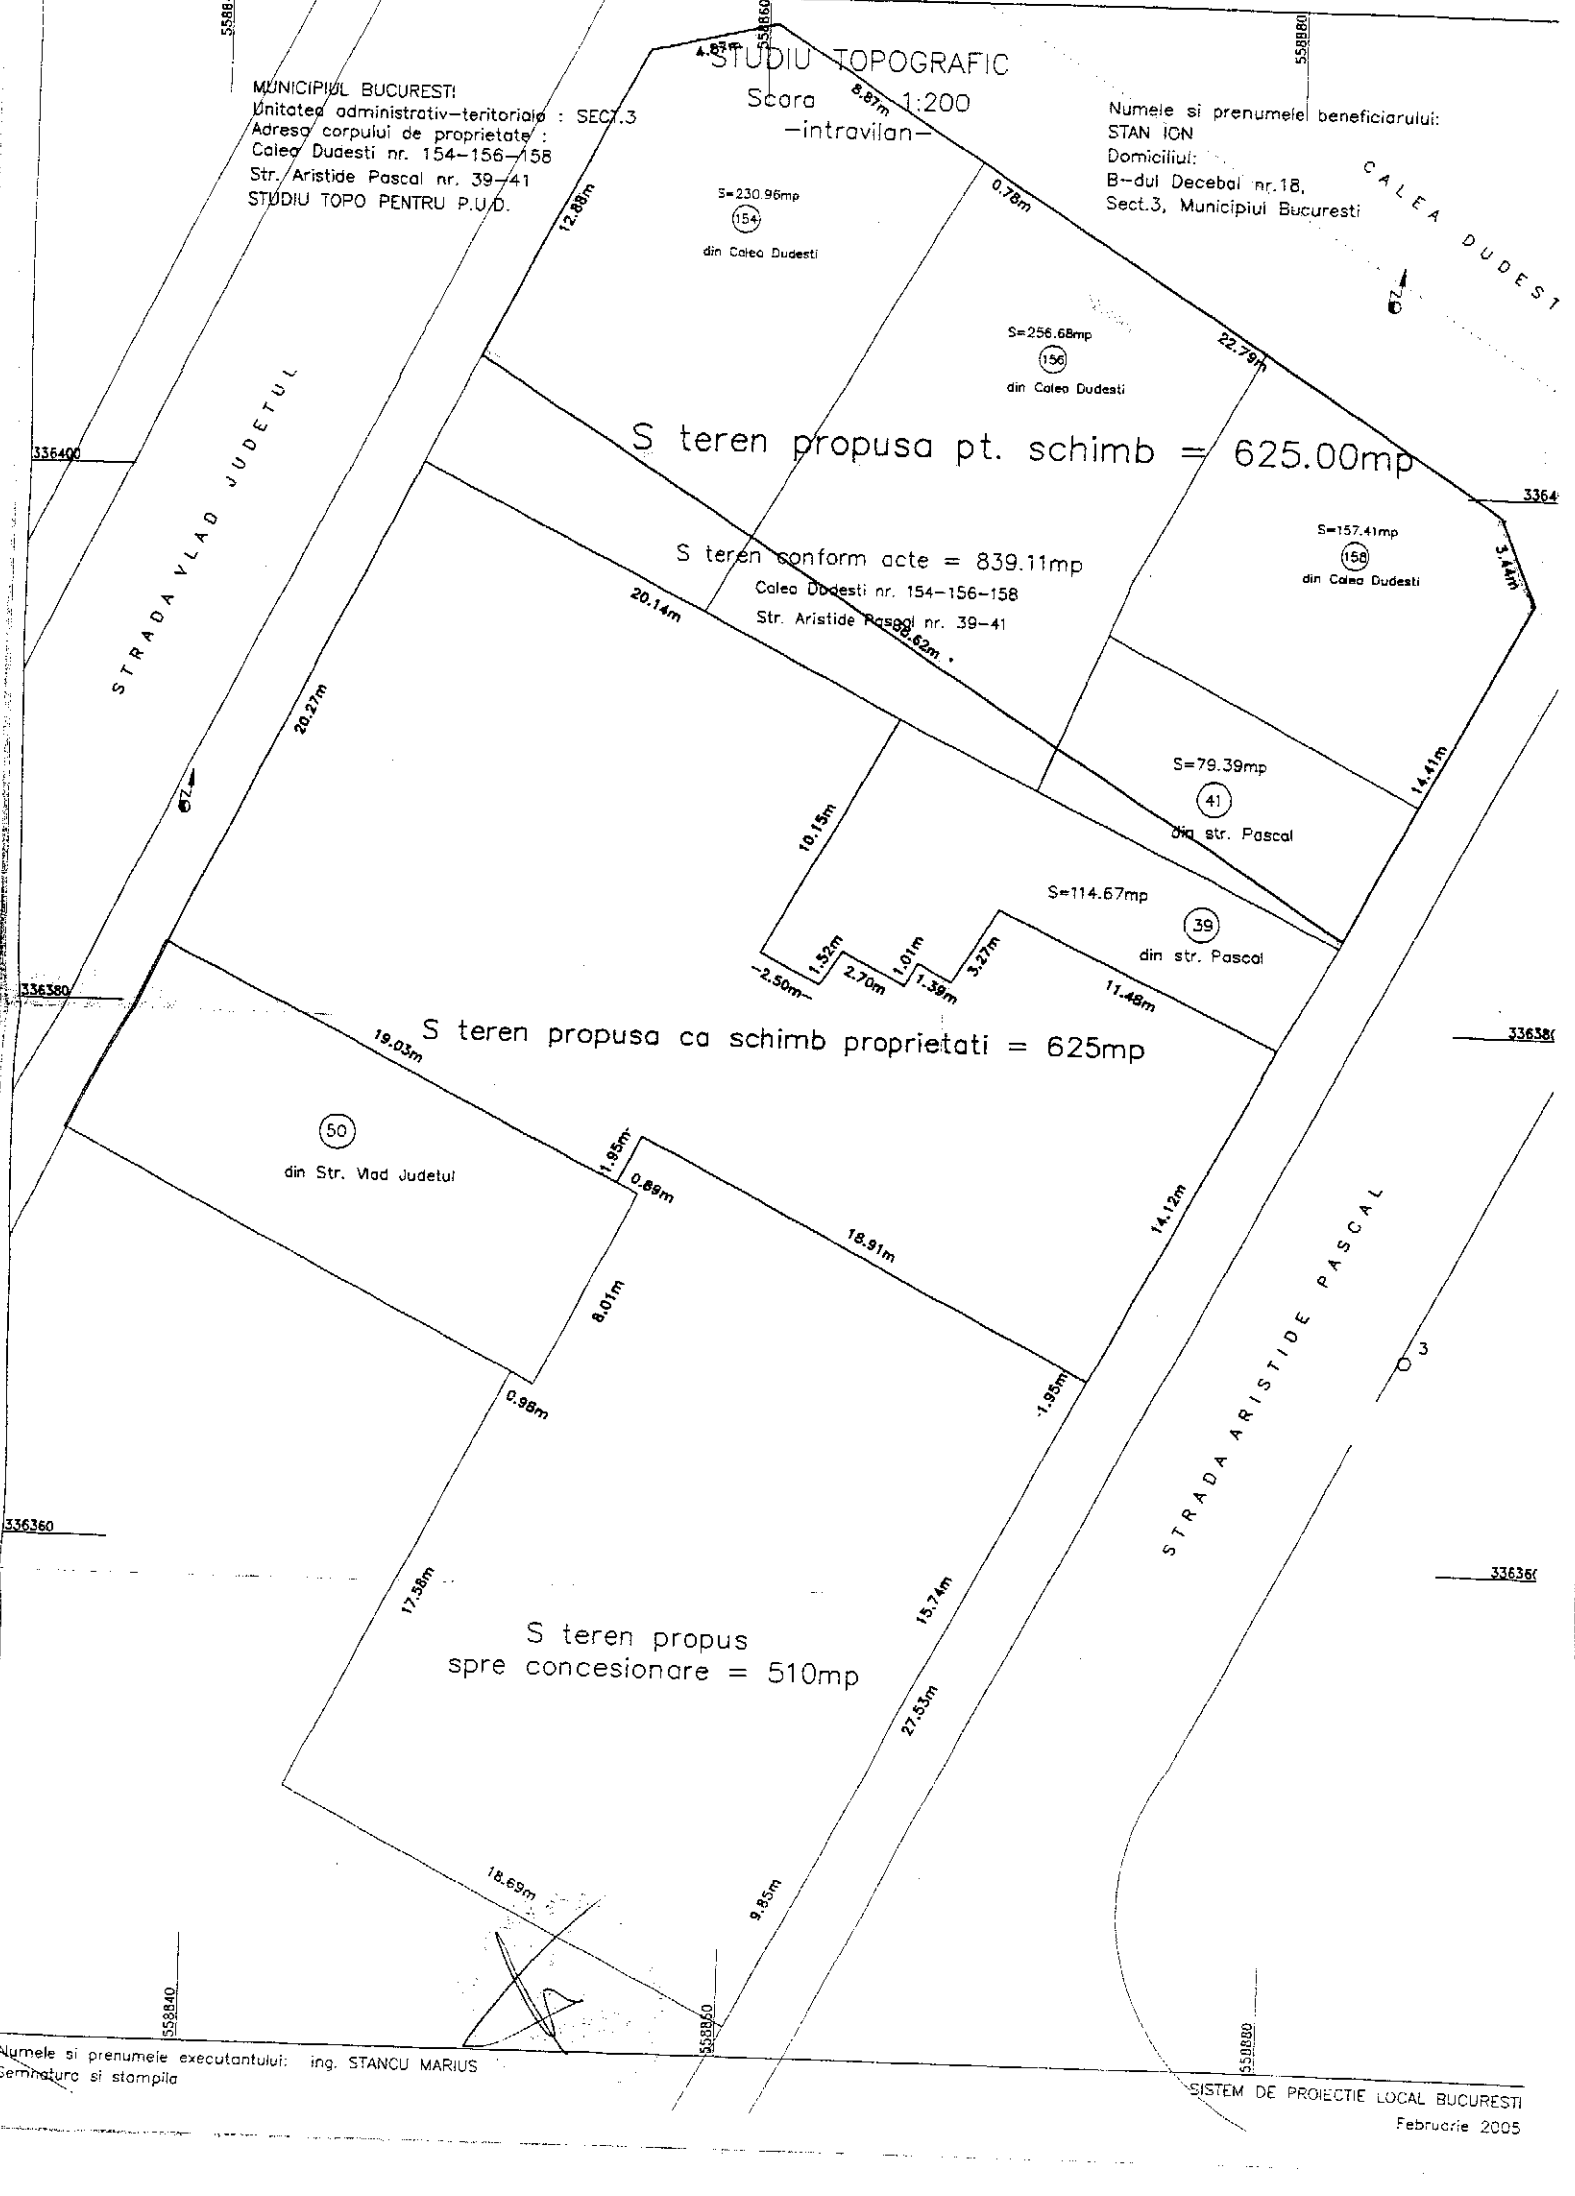 558860
558880
STUDIU TOPOGRAFIC
Scara 1:200
-intravilan-
MUNICIPIUL BUCURESTI
Unitatea administrativ-teritoriala : SECT.3
Adresa corpului de proprietate :
Calea Dudesti nr. 154-156-158
Str. Aristide Pascal nr. 39-41
STUDIU TOPO PENTRU P.U.D.
Numele si prenumele beneficiarului:
STAN ION
Domiciliul:
B-dul Decebal nr.18,
Sect.3, Municipiul Bucuresti
CALEA DUDEST
4.87m
8.87m
0.78m
12.88m
S=230.96mp
154
din Calea Dudesti
S=256.68mp
156
din Calea Dudesti
22.79m
STRADA VLAD JUDETUL
336400
S teren propusa pt. schimb = 625.00mp
3364
S=157.41mp
158
din Calea Dudesti
3.44m
S teren conform acte = 839.11mp
Calea Dudesti nr. 154-156-158
Str. Aristide Pascal nr. 39-41
20.14m
38.62m
20.27m
S=79.39mp
41
din str. Pascal
14.41m
10.15m
S=114.67mp
39
din str. Pascal
-2.50m-
1.52m
2.70m
1.01m
1.39m
3.27m
11.48m
336380
S teren propusa ca schimb proprietati = 625mp
33638
19.03m
50
din Str. Vlad Judetul
1.95m
0.89m
18.91m
14.12m
8.01m
0.98m
1.95m
STRADA ARISTIDE PASCAL
3
336360
33636
17.58m
15.74m
S teren propus
spre concesionare = 510mp
27.53m
18.69m
9.85m
558840
558860
558880
Numele si prenumele executantului: ing. STANCU MARIUS
Semnatura si stampila
SISTEM DE PROIECTIE LOCAL BUCURESTI
Februarie 2005